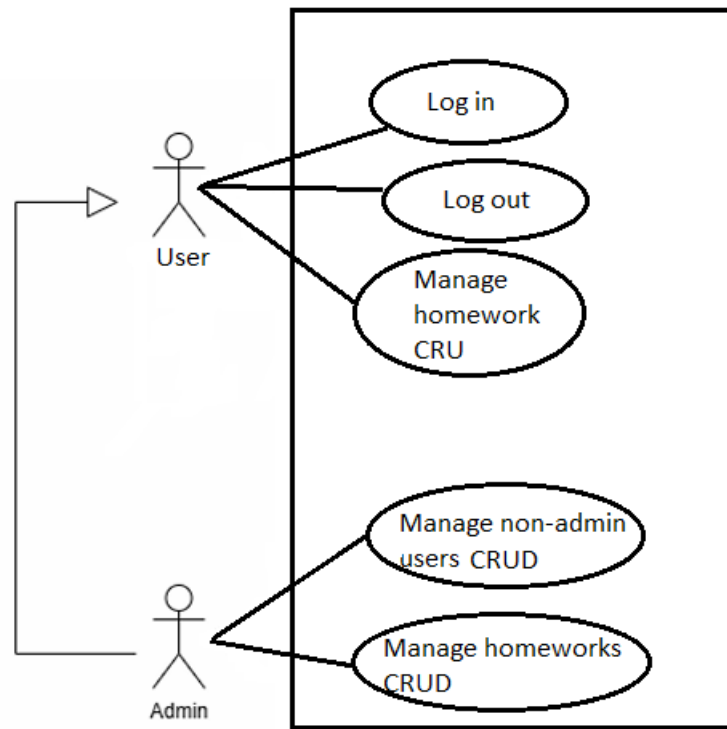 Log in
Log out
User
Manage
homework
CRU
Manage non-admin
users CRUD
Manage homeworks
CRUD
Admin